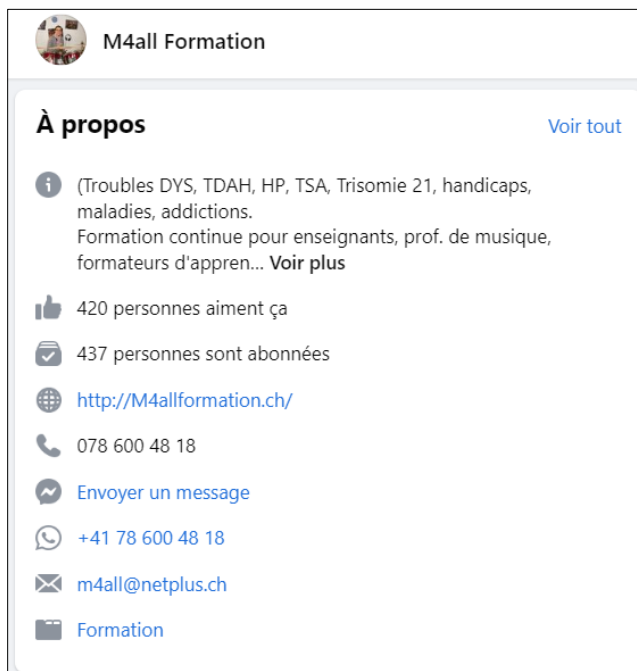 M4all Formation
À propos
Voir tout
(Troubles DYS, TDAH, HP, TSA, Trisomie 21, handicaps,
maladies, addictions.
Formation continue pour enseignants, prof. de musique,
formateurs d'appren... Voir plus
420 personnes aiment ça
437 personnes sont abonnées
http://M4allformation.ch/
078 600 48 18
Envoyer un message
+41 78 600 48 18
m4all@netplus.ch
Formation